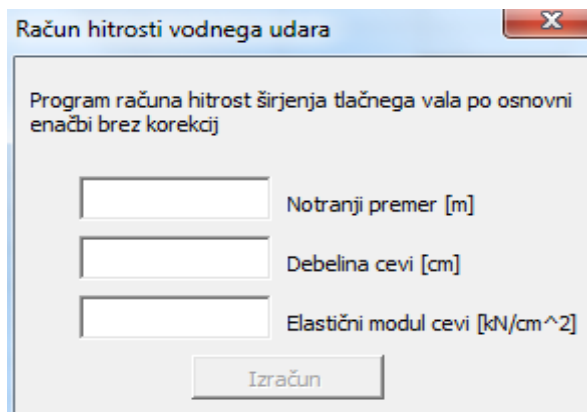 Račun hitrosti vodnega udara
Program računa hitrost širjenja tlačnega vala po osnovni
enačbi brez korekcij
Notranji premer [m]
Debelina cevi [cm]
Elastični modul cevi [kN/cm^2]
Izračun